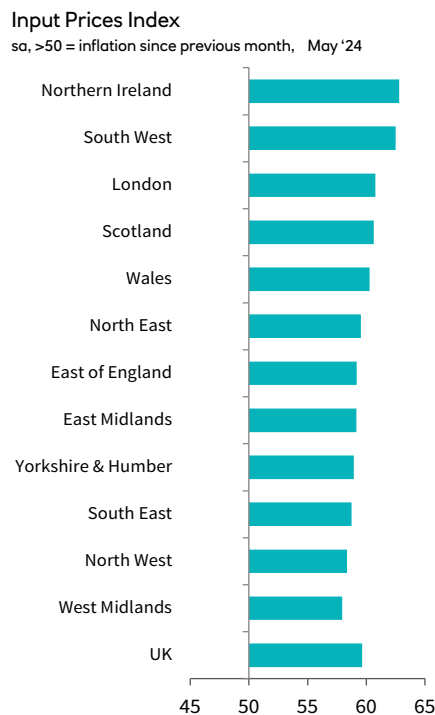 Input Prices Index
sa, >50 = inflation since previous month, May ‘24
Northern Ireland
South West
London
Scotland
Wales
North East
East of England
East Midlands
Yorkshire & Humber
South East
North West
West Midlands
UK
45 50 55 60 65